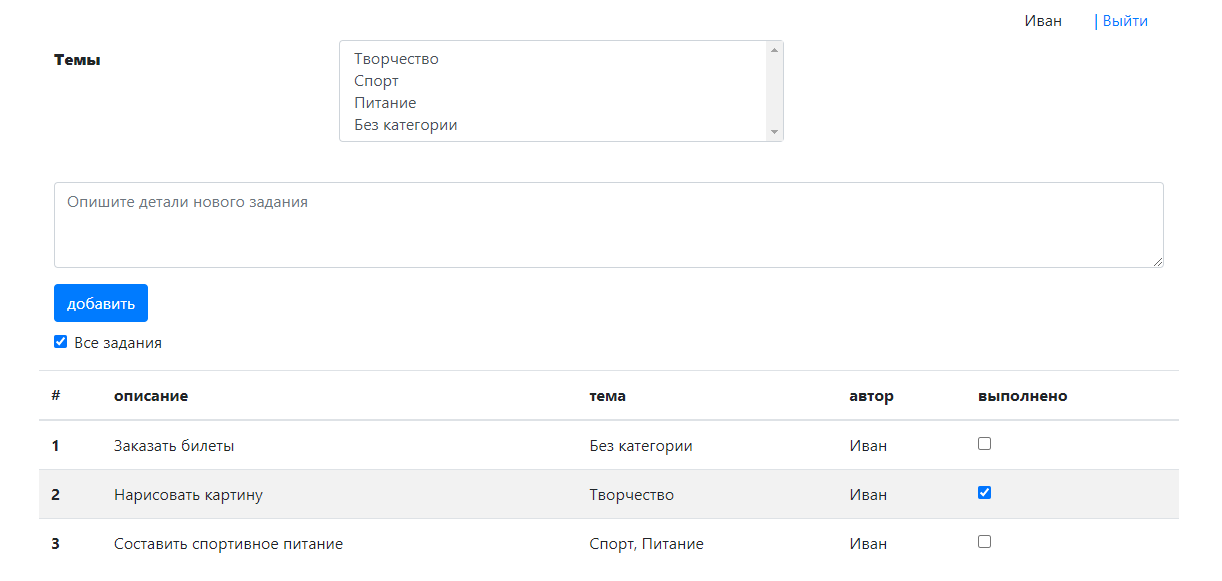 Иван | Выйти
Темы
Творчество
Спорт
Питание
Без категории
Опишите детали нового задания
добавить
Все задания
# описание тема автор выполнено
1 Заказать билеты Без категории Иван
2 Нарисовать картину Творчество Иван
3 Составить спортивное питание Спорт, Питание Иван